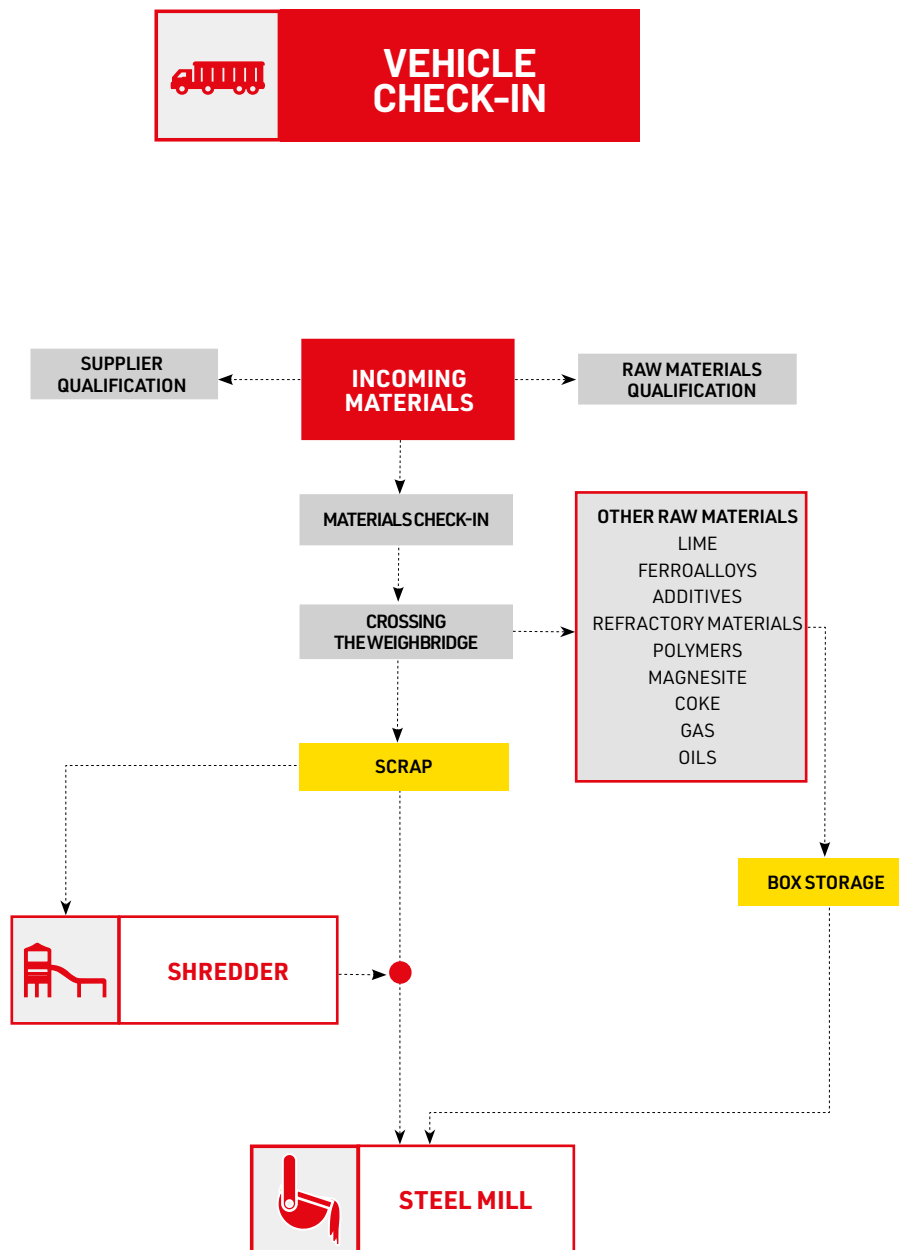 VEHICLE
CHECK-IN
SUPPLIER
QUALIFICATION
INCOMING
MATERIALS
RAW MATERIALS
QUALIFICATION
MATERIALS CHECK-IN
OTHER RAW MATERIALS
LIME
FERROALLOYS
ADDITIVES
REFRACTORY MATERIALS
POLYMERS
MAGNESITE
COKE
GAS
OILS
CROSSING
THE WEIGHBRIDGE
SCRAP
BOX STORAGE
SHREDDER
STEEL MILL